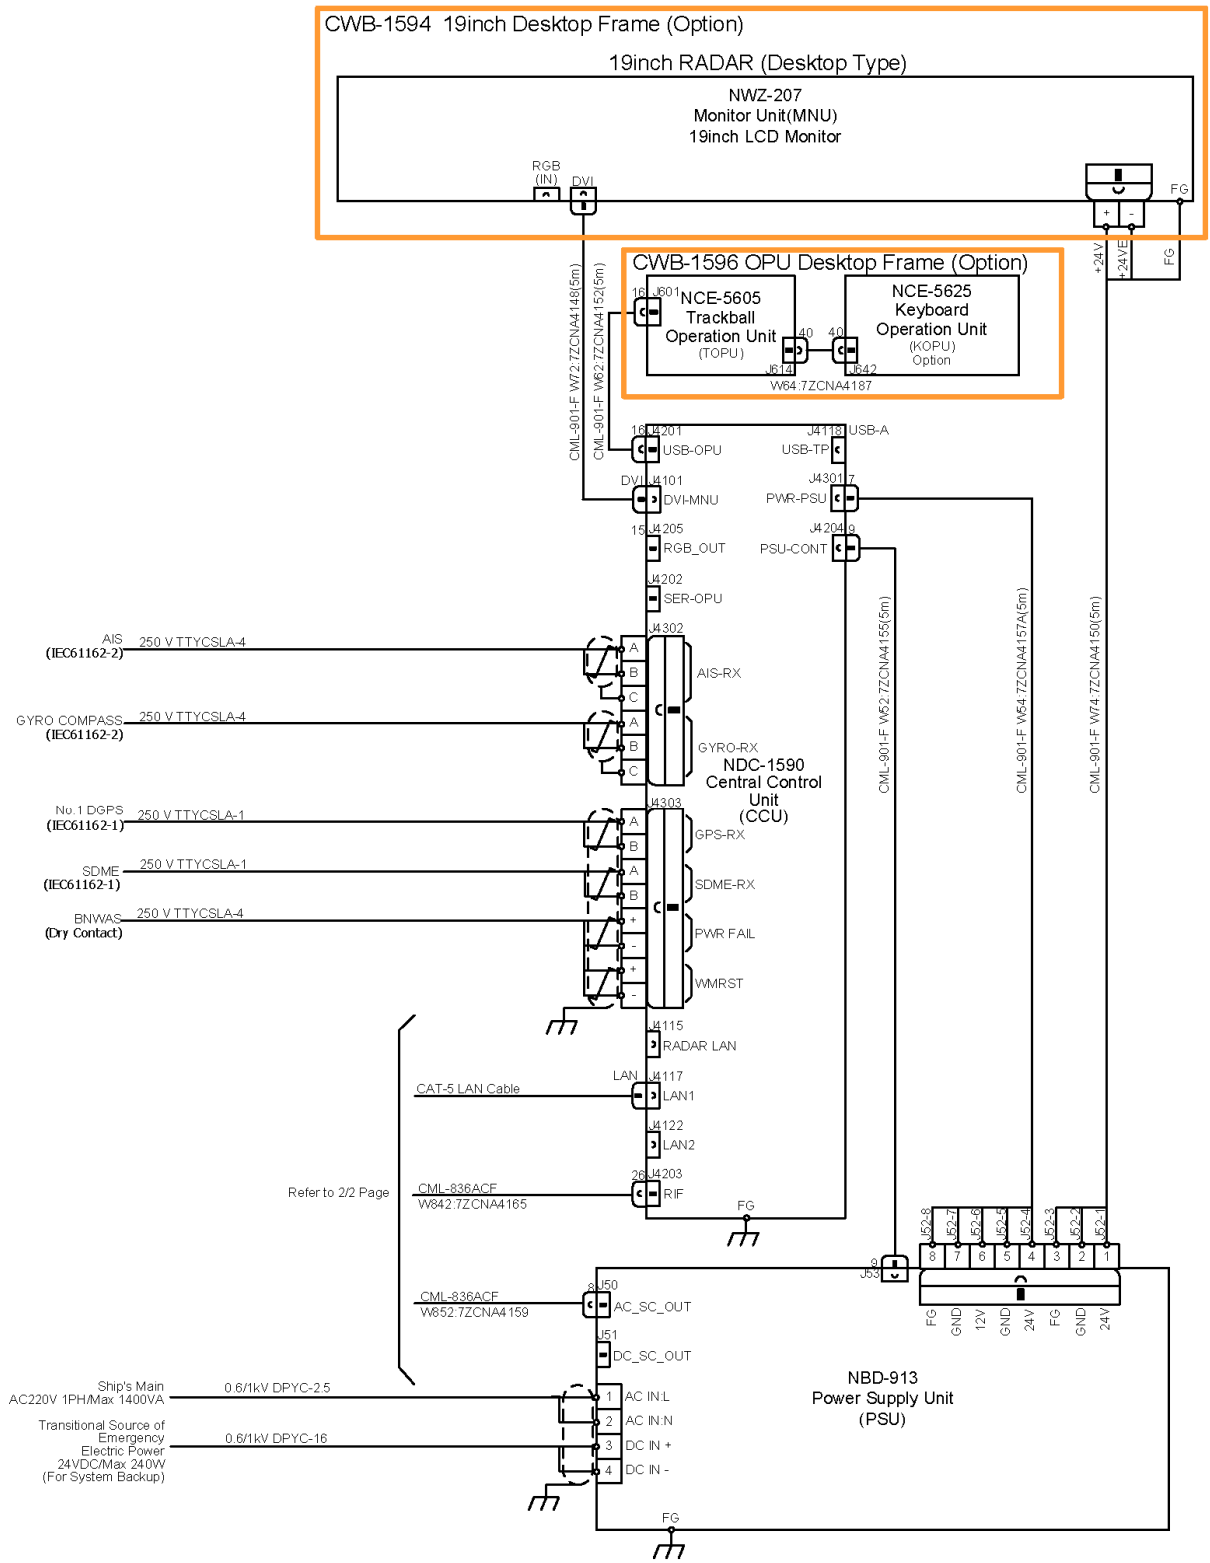 CWB-1594 19inch Desktop Frame (Option)
19inch RADAR (Desktop Type)
NWZ-207
Monitor Unit(MNU)
19inch LCD Monitor
RGB
(IN)
DVI
FG
+
-
+24V
+24VE
FG
CML-901-F W72:7ZCNA4148(5m)
CML-901-F W62:7ZCNA4152(5m)
CWB-1596 OPU Desktop Frame (Option)
16
J601
NCE-5605
Trackball
Operation Unit
(TOPU)
40
J614
40
J642
NCE-5625
Keyboard
Operation Unit
(KOPU)
Option
W64:7ZCNA4187
16
J4201
USB-OPU
J4118
USB-A
USB-TP
DVI
J4101
DVI-MNU
J4301
7
PWR-PSU
15
J4205
RGB_OUT
J4204
9
PSU-CONT
J4202
SER-OPU
CML-901-F W52:7ZCNA4155(5m)
CML-901-F W54:7ZCNA4157A(5m)
CML-901-F W74:7ZCNA4150(5m)
J4302
AIS
(IEC61162-2)
250 V TTYCSLA-4
A
B
C
AIS-RX
GYRO COMPASS
(IEC61162-2)
250 V TTYCSLA-4
A
B
C
GYRO-RX
NDC-1590
Central Control
Unit
(CCU)
J4303
No.1 DGPS
(IEC61162-1)
250 V TTYCSLA-1
A
B
GPS-RX
SDME
(IEC61162-1)
250 V TTYCSLA-1
A
B
SDME-RX
BNWAS
(Dry Contact)
250 V TTYCSLA-4
+
-
PWR FAIL
+
-
WMRST
J4115
RADAR LAN
LAN
J4117
LAN1
CAT-5 LAN Cable
J4122
LAN2
26
J4203
RIF
Refer to 2/2 Page
CML-836ACF
W842:7ZCNA4165
FG
J52-8
J52-7
J52-6
J52-5
J52-4
J52-3
J52-2
J52-1
8
7
6
5
4
3
2
1
FG
GND
12V
GND
24V
FG
GND
24V
9
J53
8
J50
AC_SC_OUT
CML-836ACF
W852:7ZCNA4159
J51
DC_SC_OUT
NBD-913
Power Supply Unit
(PSU)
Ship's Main
AC220V 1PH/Max 1400VA
0.6/1kV DPYC-2.5
1
AC IN:L
2
AC IN:N
Transitional Source of
Emergency
Electric Power
24VDC/Max 240W
(For System Backup)
0.6/1kV DPYC-16
3
DC IN +
4
DC IN -
FG